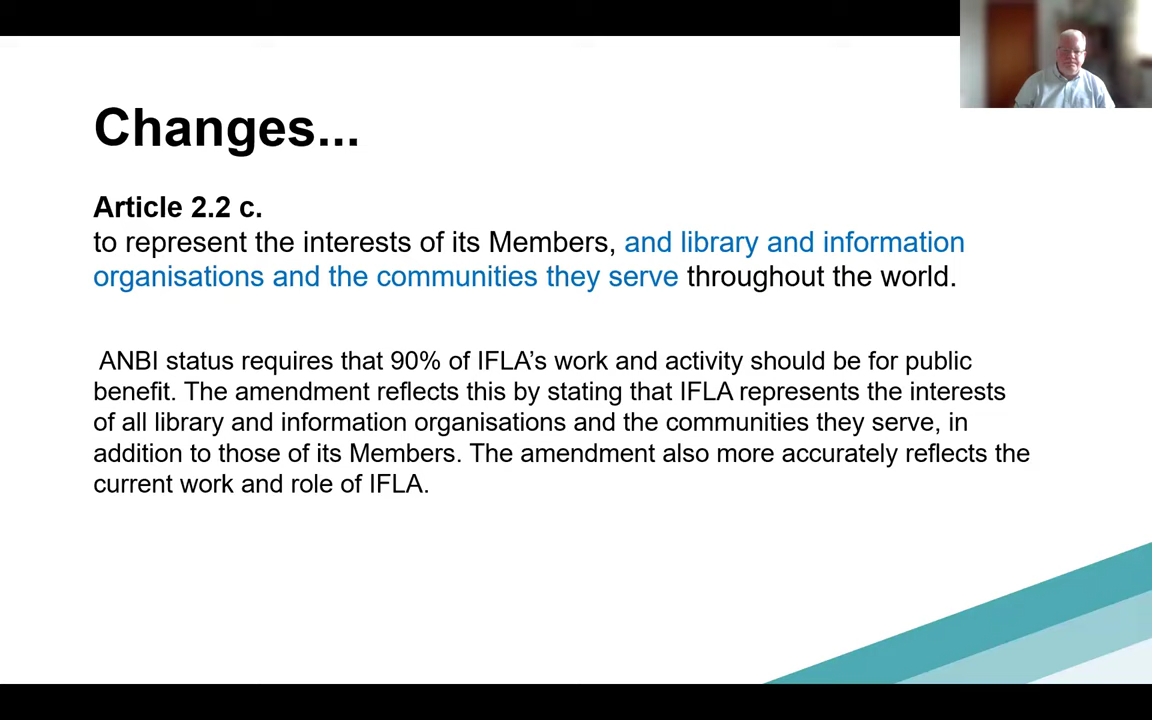 Changes...
Article 2.2 c.
to represent the interests of its Members, and library and information
organisations and the communities they serve throughout the world.
ANBI status requires that 90% of IFLA’s work and activity should be for public
benefit. The amendment reflects this by stating that IFLA represents the interests
of all library and information organisations and the communities they serve, in
addition to those of its Members. The amendment also more accurately reflects the
current work and role of IFLA.